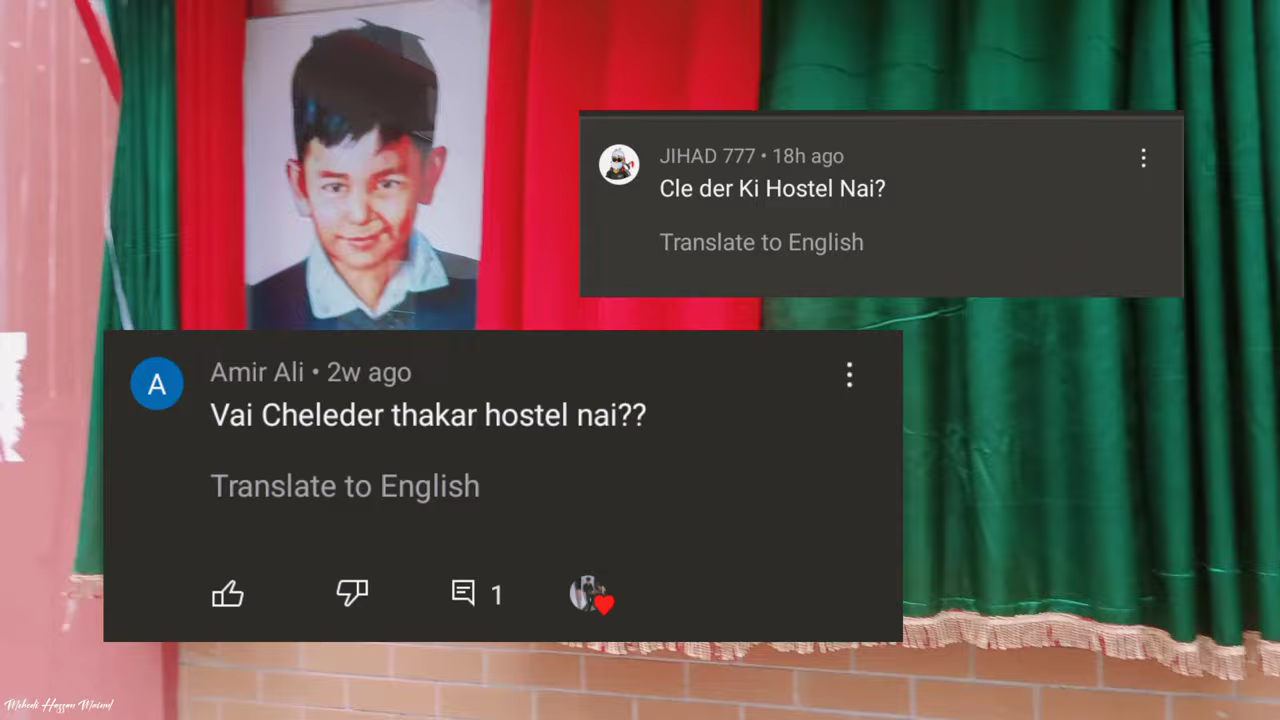 JIHAD 777 • 18h ago
Cle der Ki Hostel Nai?
Translate to English
A
Amir Ali • 2w ago
Vai Cheleder thakar hostel nai??
Translate to English
1
Mehedi Hassan Maind